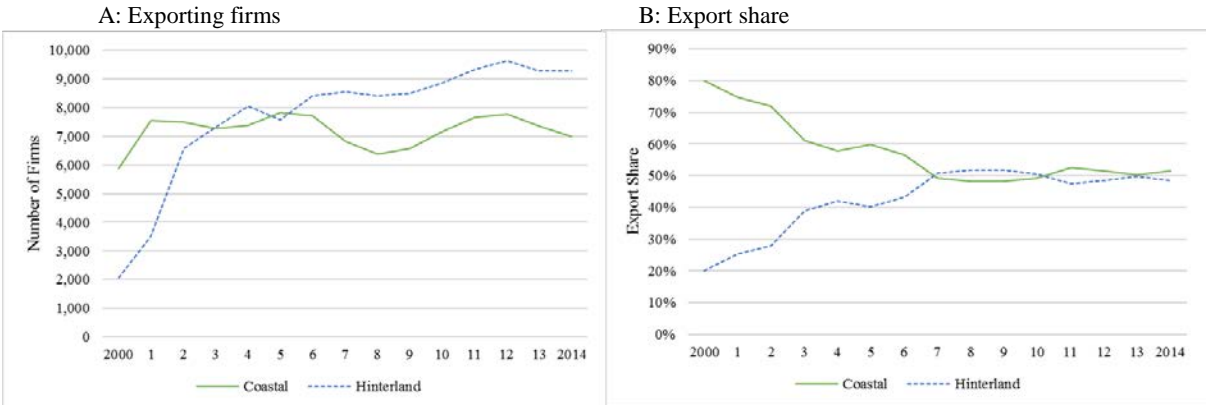 A: Exporting firms
10,000
9,000
8,000
7,000
6,000
5,000
4,000
3,000
2,000
1,000
0
Number of Firms
2000 1 2 3 4 5 6 7 8 9 10 11 12 13 2014
Coastal Hinterland
B: Export share
90%
80%
70%
60%
50%
40%
30%
20%
10%
0%
Export Share
2000 1 2 3 4 5 6 7 8 9 10 11 12 13 2014
Coastal Hinterland